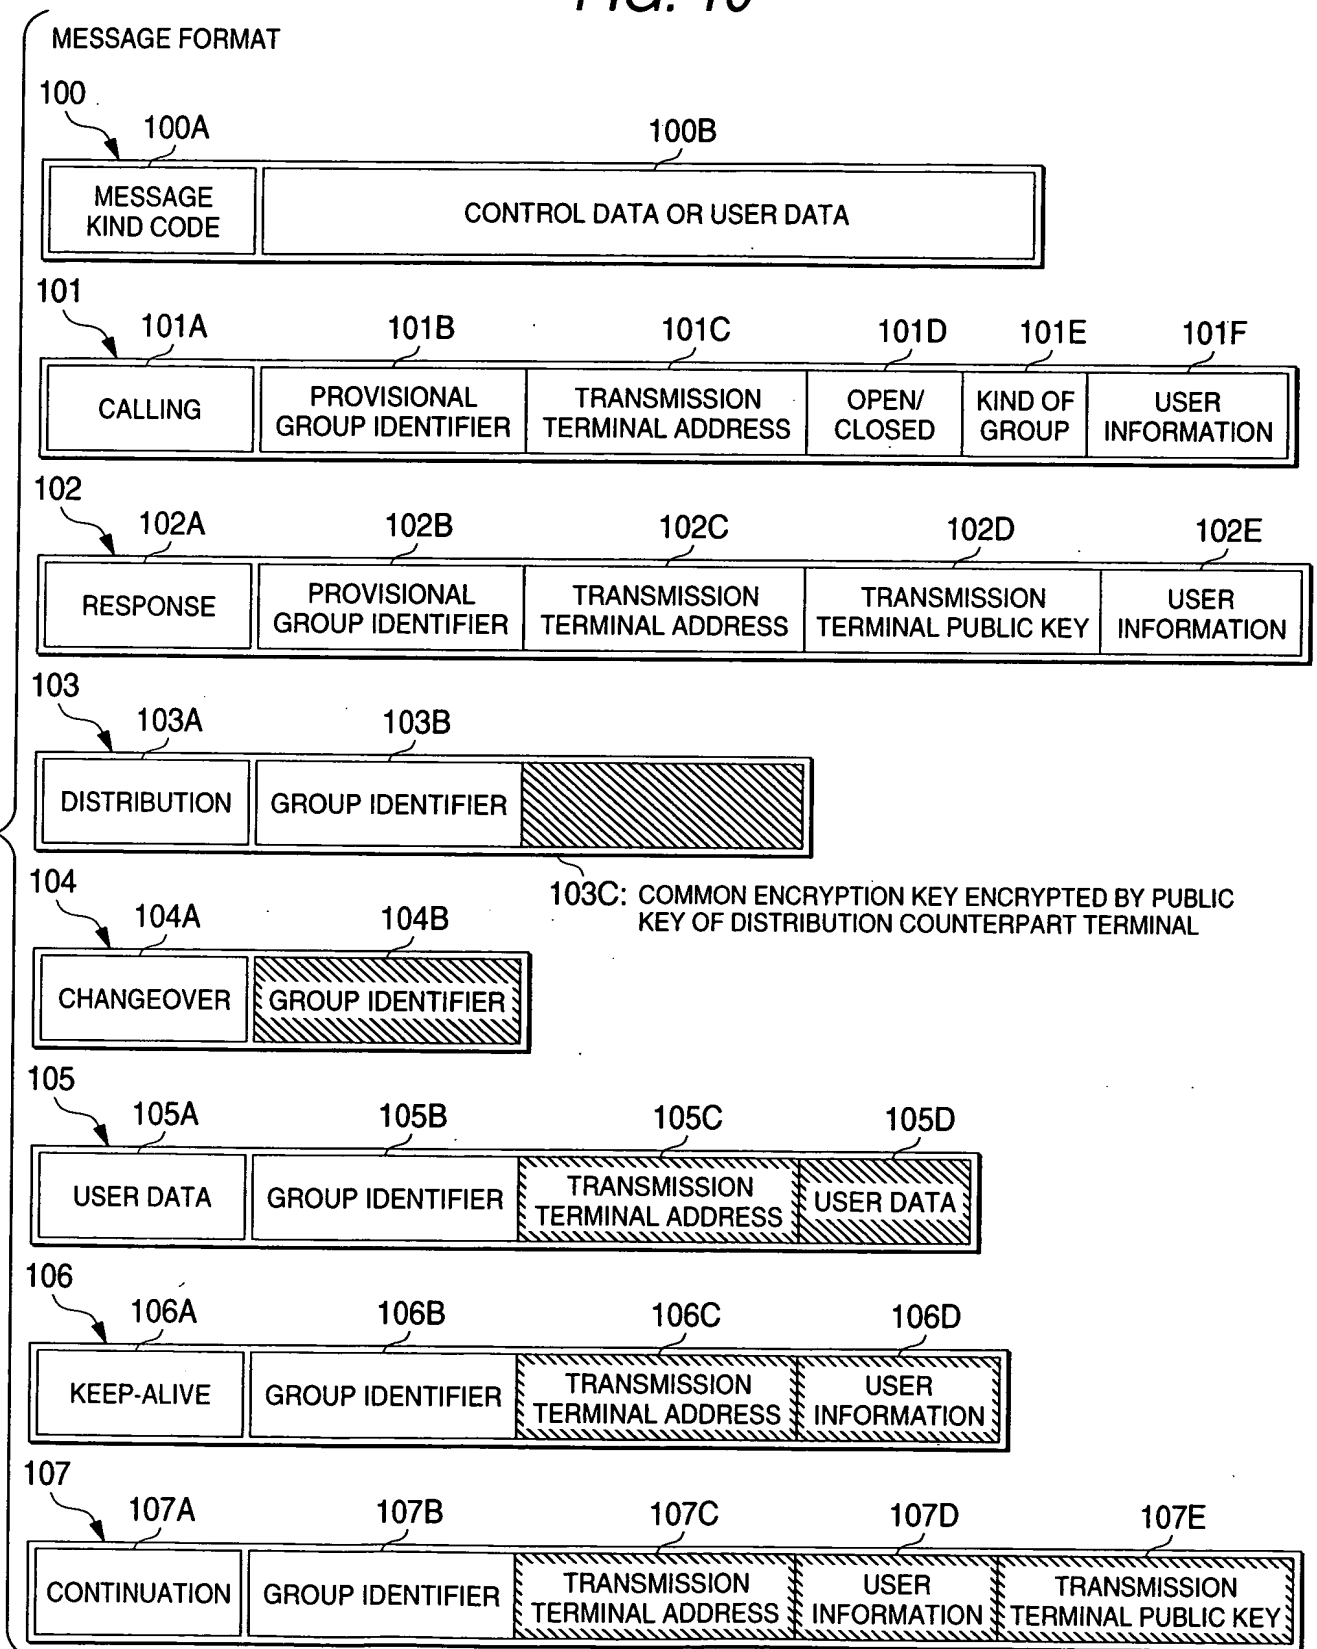 MESSAGE FORMAT
100
100A 100B
MESSAGE
KIND CODE
CONTROL DATA OR USER DATA
101
101A 101B 101C 101D 101E 101F
CALLING
PROVISIONAL
GROUP IDENTIFIER
TRANSMISSION
TERMINAL ADDRESS
OPEN/
CLOSED
KIND OF
GROUP
USER
INFORMATION
102
102A 102B 102C 102D 102E
RESPONSE
PROVISIONAL
GROUP IDENTIFIER
TRANSMISSION
TERMINAL ADDRESS
TRANSMISSION
TERMINAL PUBLIC KEY
USER
INFORMATION
103
103A 103B
DISTRIBUTION
GROUP IDENTIFIER
103C: COMMON ENCRYPTION KEY ENCRYPTED BY PUBLIC
KEY OF DISTRIBUTION COUNTERPART TERMINAL
104
104A 104B
CHANGEOVER
GROUP IDENTIFIER
105
105A 105B 105C 105D
USER DATA
GROUP IDENTIFIER
TRANSMISSION
TERMINAL ADDRESS
USER DATA
106
106A 106B 106C 106D
KEEP-ALIVE
GROUP IDENTIFIER
TRANSMISSION
TERMINAL ADDRESS
USER
INFORMATION
107
107A 107B 107C 107D 107E
CONTINUATION
GROUP IDENTIFIER
TRANSMISSION
TERMINAL ADDRESS
USER
INFORMATION
TRANSMISSION
TERMINAL PUBLIC KEY